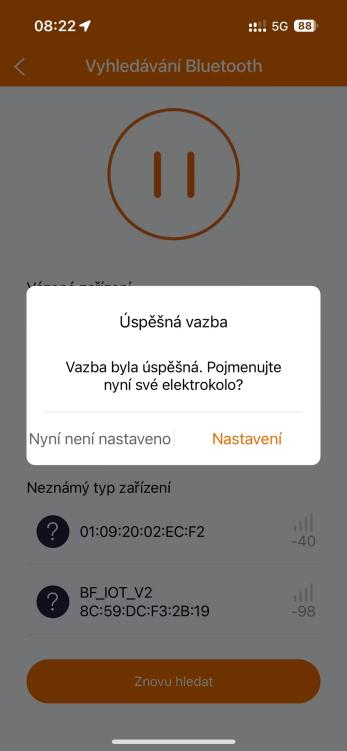 08:22
5G 88
Vyhledávání Bluetooth
Vázené zařízení
Úspěšná vazba
Vazba byla úspěšná. Pojmenujte
nyní své elektrokolo?
Nyní není nastaveno
Nastavení
Neznámý typ zařízení
? 01:09:20:02:EC:F2
-40
? BF_IOT_V2
8C:59:DC:F3:2B:19
-98
Znovu hledat